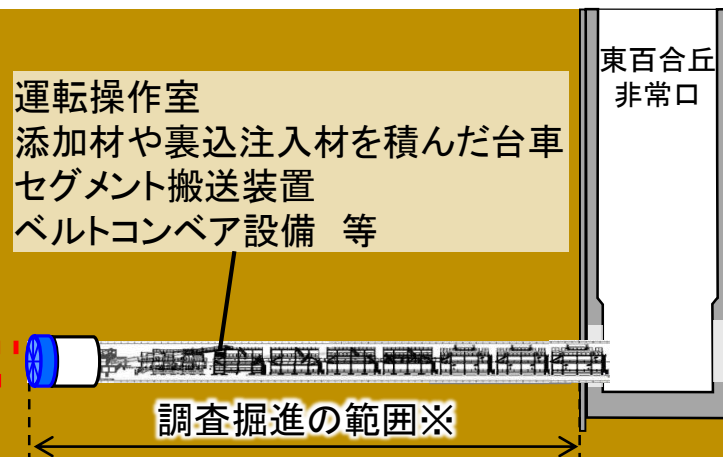 東百合丘
非常口
運転操作室
添加材や裏込注入材を積んだ台車
セグメント搬送装置
ベルトコンベア設備　等
調査掘進の範囲※